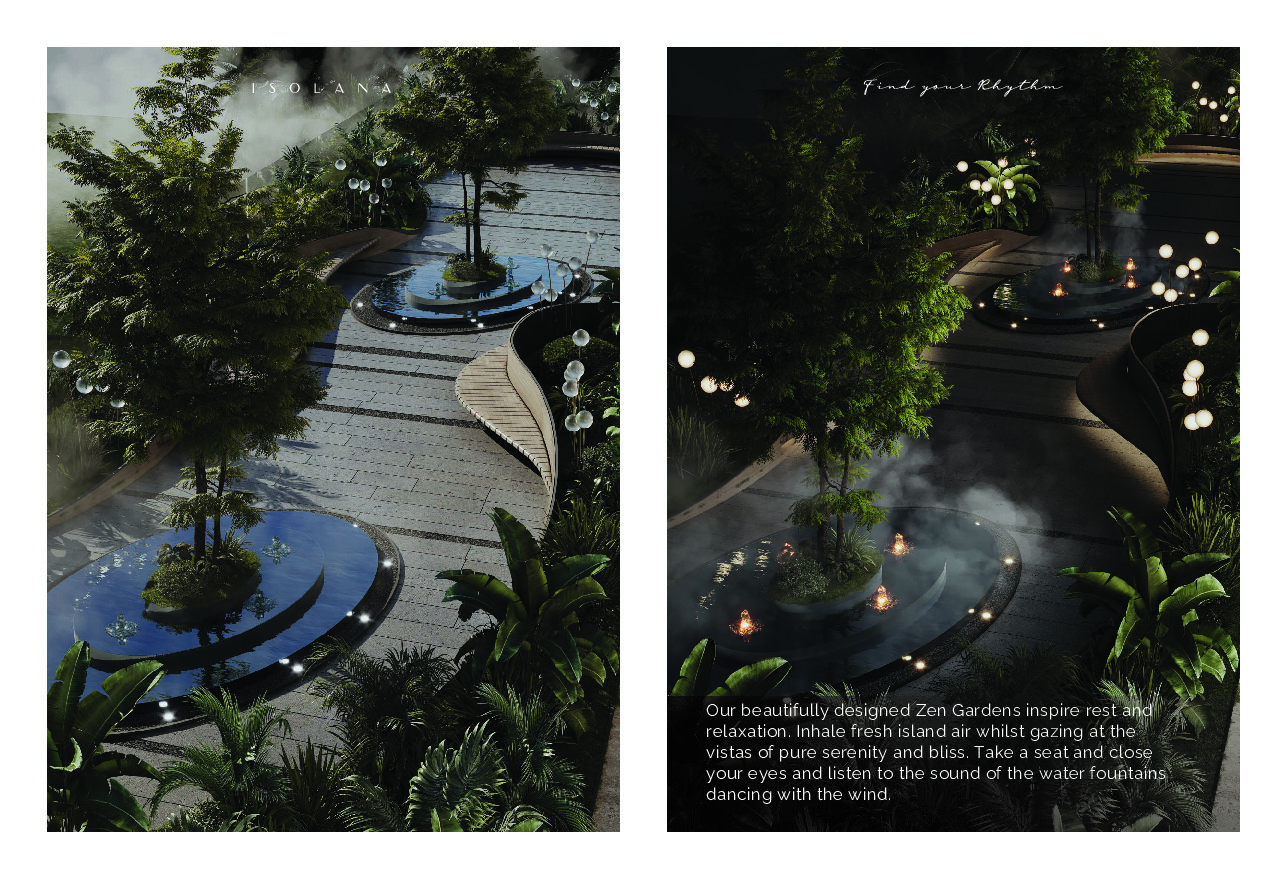 ISOLANA
Find your Rhythm
Our beautifully designed Zen Gardens inspire rest and
relaxation. Inhale fresh island air whilst gazing at the
vistas of pure serenity and bliss. Take a seat and close
your eyes and listen to the sound of the water fountains
dancing with the wind.